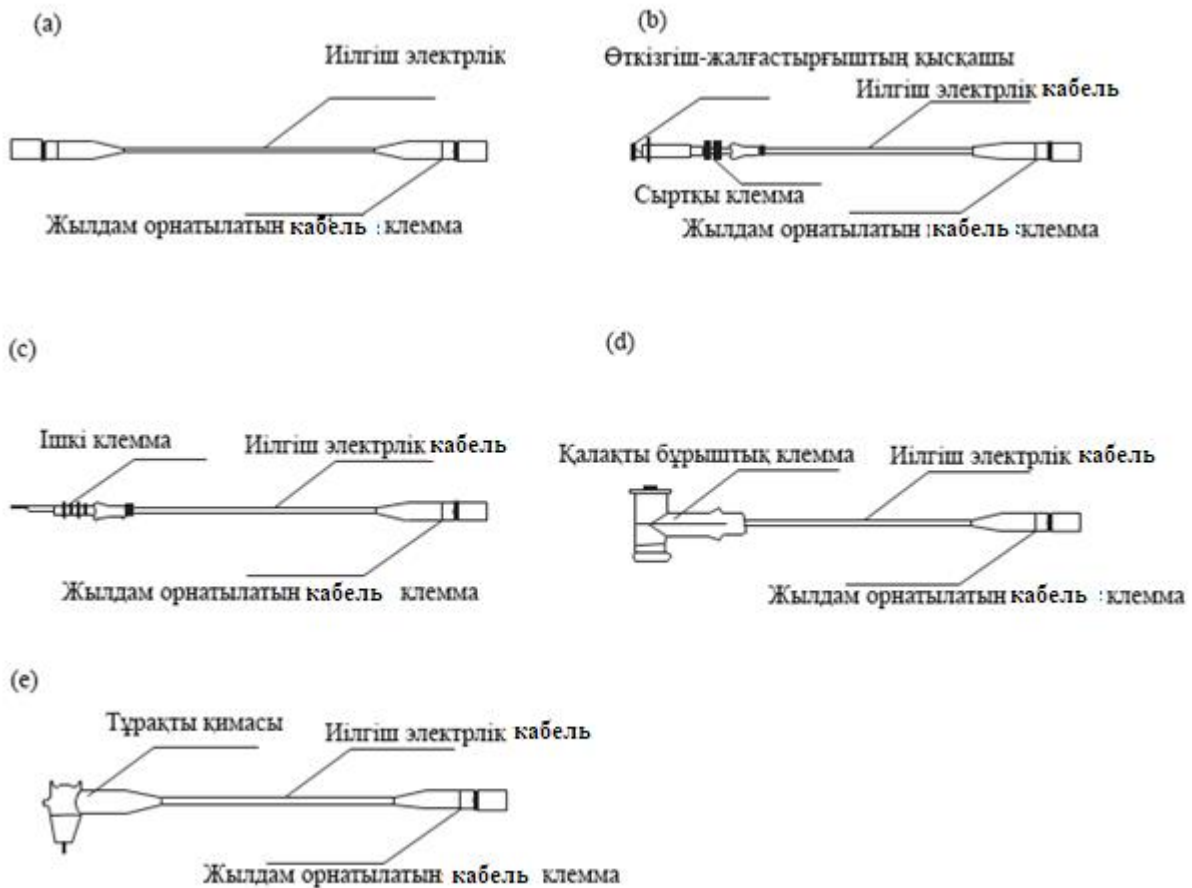 (a)
Иілгіш электрлік
Жылдам орнатылатын кабель клемма
(b)
Өткізгіш-жалғастырғыштың қысқашы
Иілгіш электрлік кабель
Сыртқы клемма
Жылдам орнатылатын кабель клемма
(c)
Ішкі клемма
Иілгіш электрлік кабель
Жылдам орнатылатын кабель клемма
(d)
Қалақты бұрыштық клемма
Иілгіш электрлік кабель
Жылдам орнатылатын кабель клемма
(e)
Тұрақты қимасы
Иілгіш электрлік кабель
Жылдам орнатылатын кабель клемма